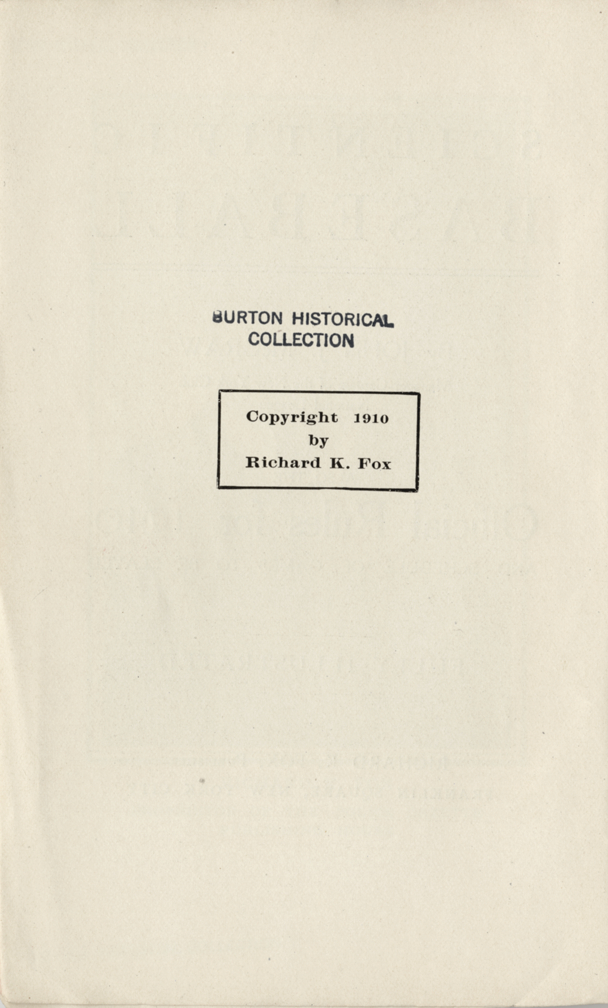 BURTON HISTORICAL
COLLECTION
Copyright 1910
by
Richard K. Fox